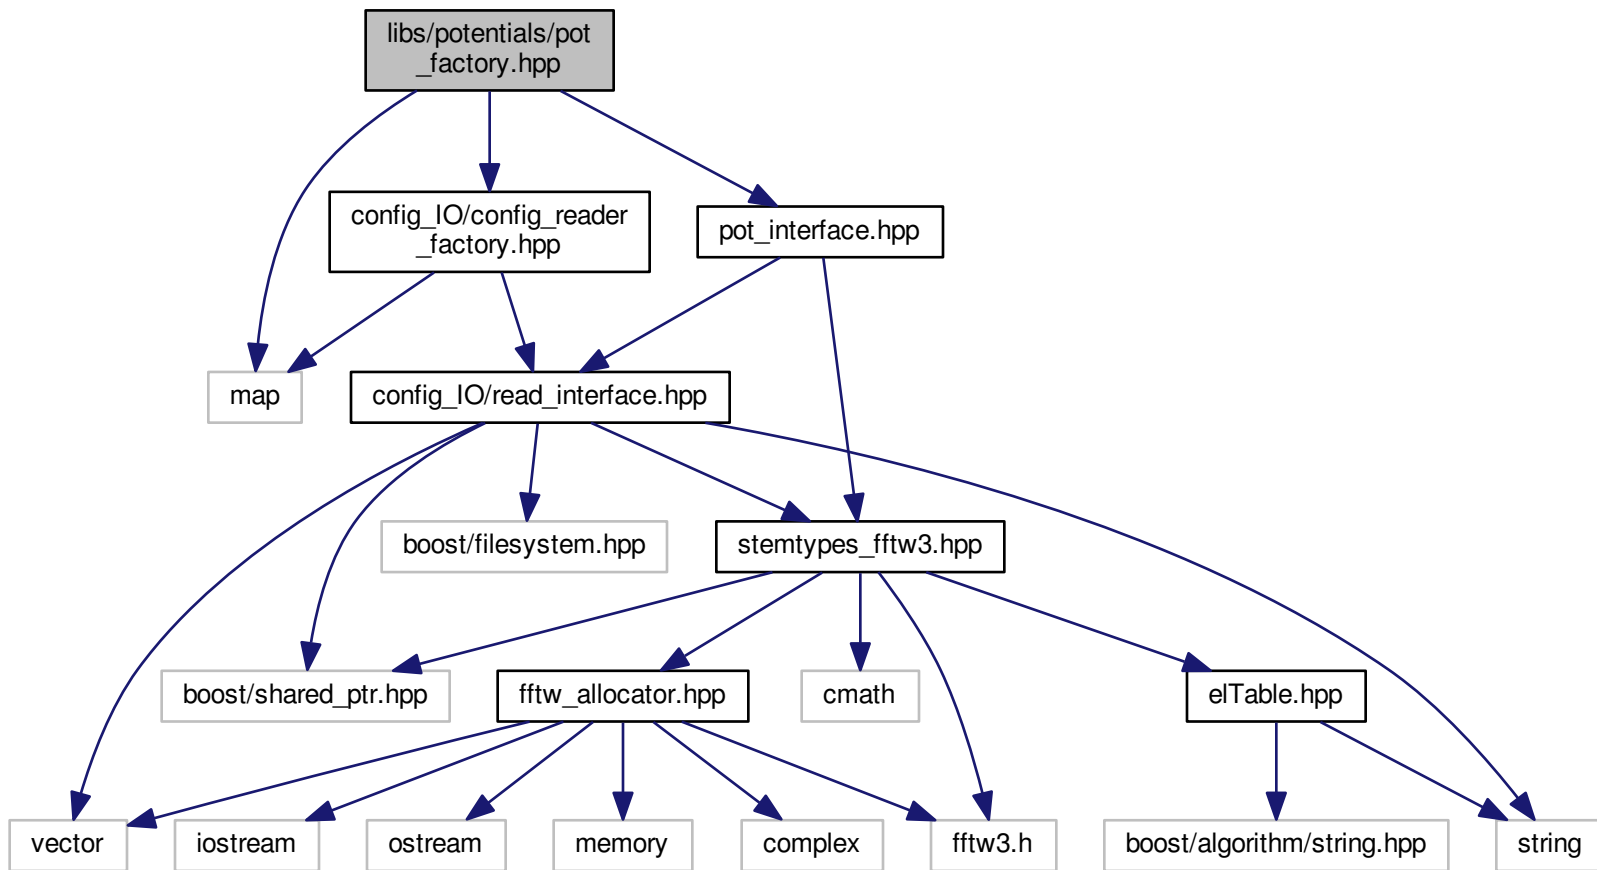 libs/potentials/pot
_factory.hpp
config_IO/config_reader
_factory.hpp
pot_interface.hpp
map
config_IO/read_interface.hpp
boost/filesystem.hpp
stemtypes_fftw3.hpp
boost/shared_ptr.hpp
fftw_allocator.hpp
cmath
elTable.hpp
vector
iostream
ostream
memory
complex
fftw3.h
boost/algorithm/string.hpp
string